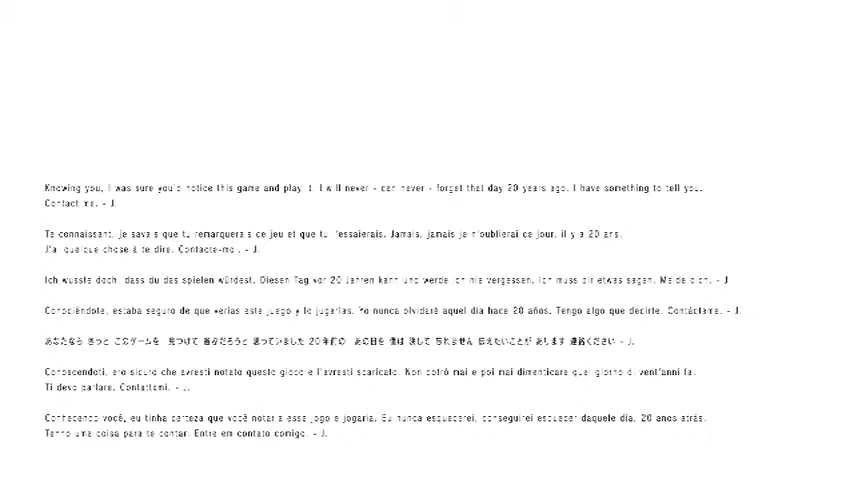 Knowing you, I was sure you'd notice this game and play it. I will never - can never - forget that day 20 years ago. I have something to tell you.
Contact me. - J.
Te connaissant, je savais que tu remarquerais ce jeu et que tu l'essaierais. Jamais, jamais je n'oublierai ce jour, il y a 20 ans.
J'ai quelque chose à te dire. Contacte-moi. - J.
Ich wusste doch, dass du das spielen würdest. Diesen Tag vor 20 Jahren kann und werde ich nie vergessen. Ich muss dir etwas sagen. Melde dich. - J
Conociéndote, estaba seguro de que verías este juego y lo jugarías. Yo nunca olvidaré aquel día hace 20 años. Tengo algo que decirte. Contáctame. - J.
あなたなら きっと このゲームを 見つけて 遊ぶだろうと 思っていました 20年前の あの日を 僕は 決して 忘れません 伝えたいことが あります 連絡ください - J.
Conoscendoti, ero sicuro che avresti notato questo gioco e l'avresti scaricato. Non potrò mai e poi mai dimenticare quel giorno di vent'anni fa.
Ti devo parlare. Contattami. - J.
Conhecendo você, eu tinha certeza que você notaria esse jogo e jogaria. Eu nunca esquecerei, conseguirei esquecer daquele dia, 20 anos atrás.
Tenho uma coisa para te contar. Entre em contato comigo. - J.